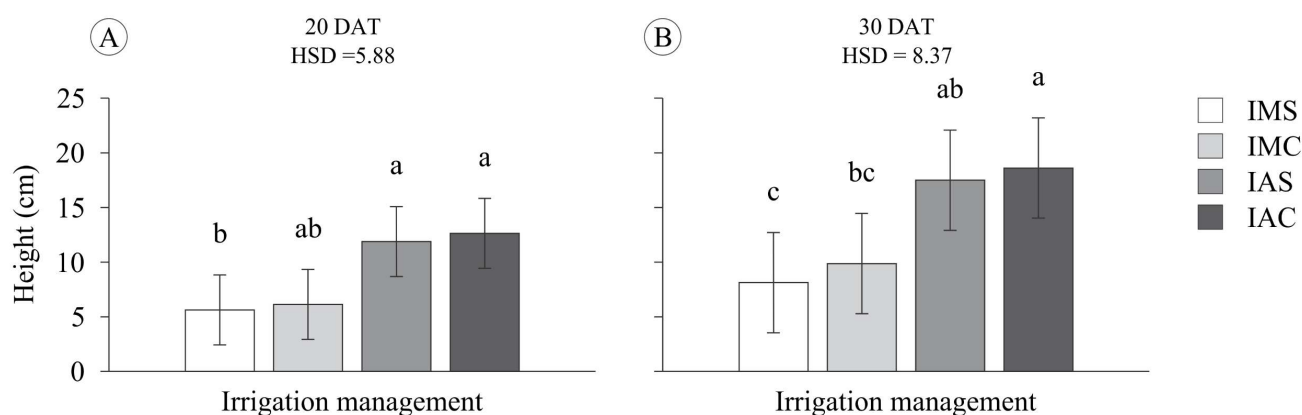 A
20 DAT
HSD =5.88
B
30 DAT
HSD = 8.37
Height (cm)
25
20
15
10
5
0
b
ab
a
a
Irrigation management
c
bc
ab
a
Irrigation management
IMS
IMC
IAS
IAC